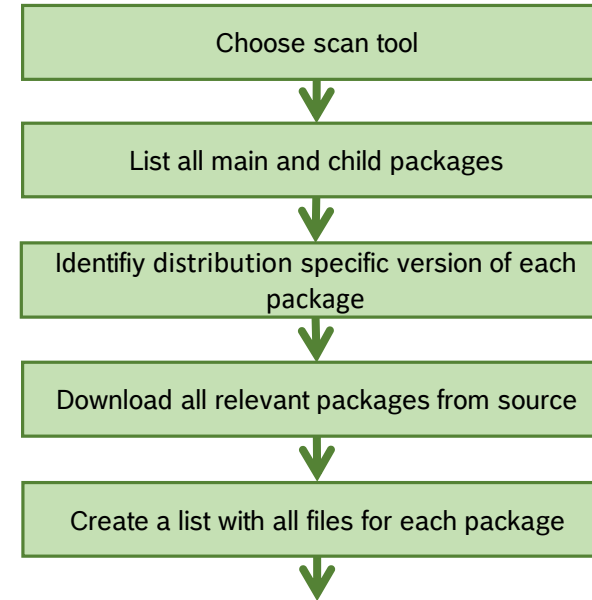 Choose scan tool
List all main and child packages
Identifiy distribution specific version of each
package
Download all relevant packages from source
Create a list with all files for each package